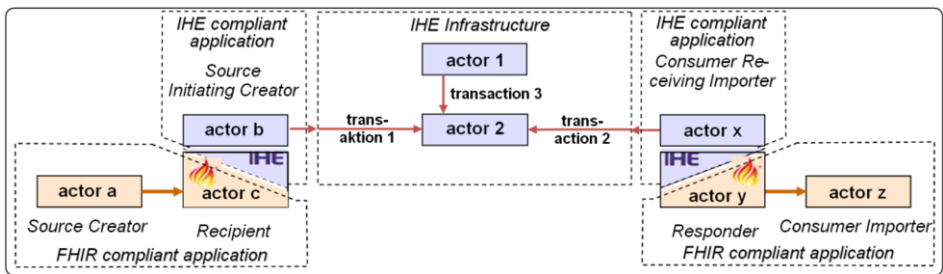 IHE compliant
application
Source
Initiating Creator
IHE Infrastructure
actor 1
transaction 3
IHE compliant
application
Consumer Re-
ceiving Importer
actor b
trans-
aktion 1
actor 2
trans-
action 2
actor x
IHE
IHE
actor a
actor c
actor y
actor z
Source Creator
Recipient
FHIR compliant application
Responder
Consumer Importer
FHIR compliant application